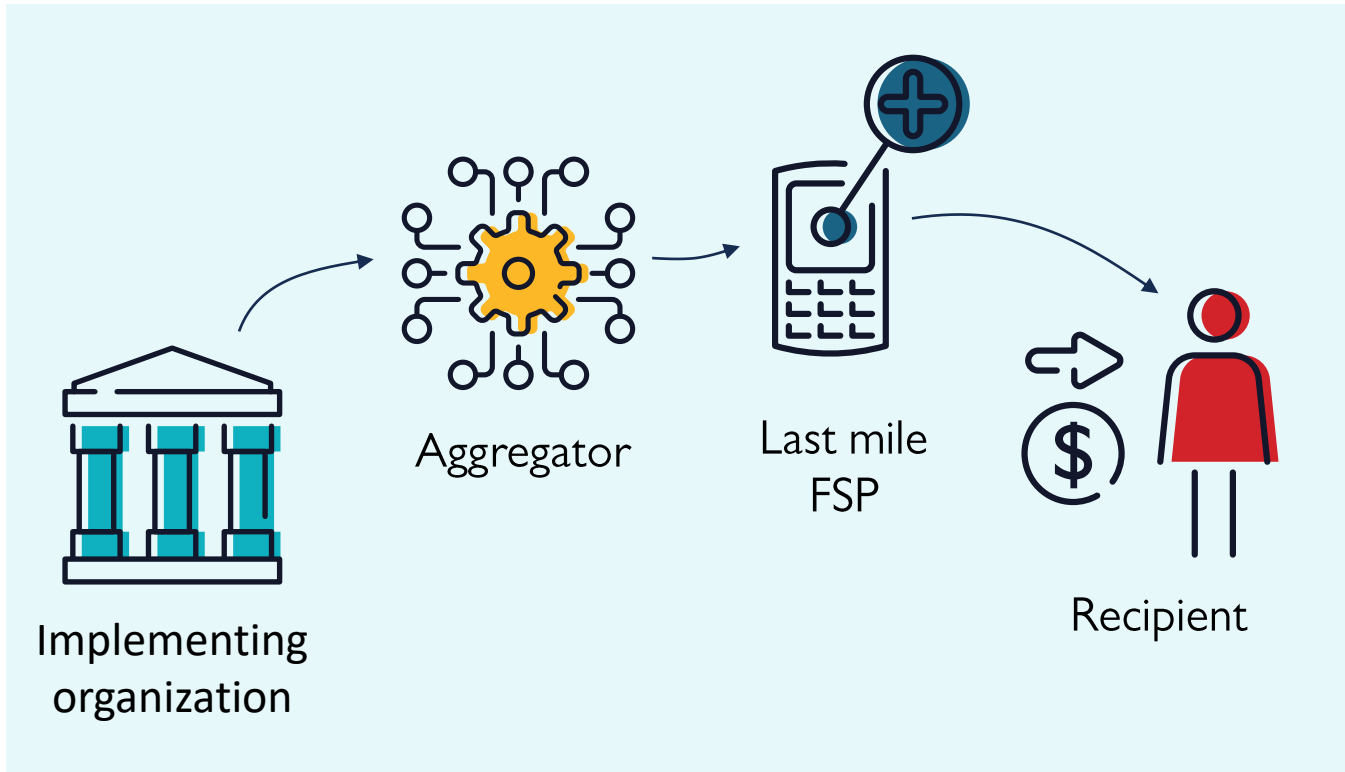 Aggregator
Last mile
FSP
$
Recipient
Implementing
organization